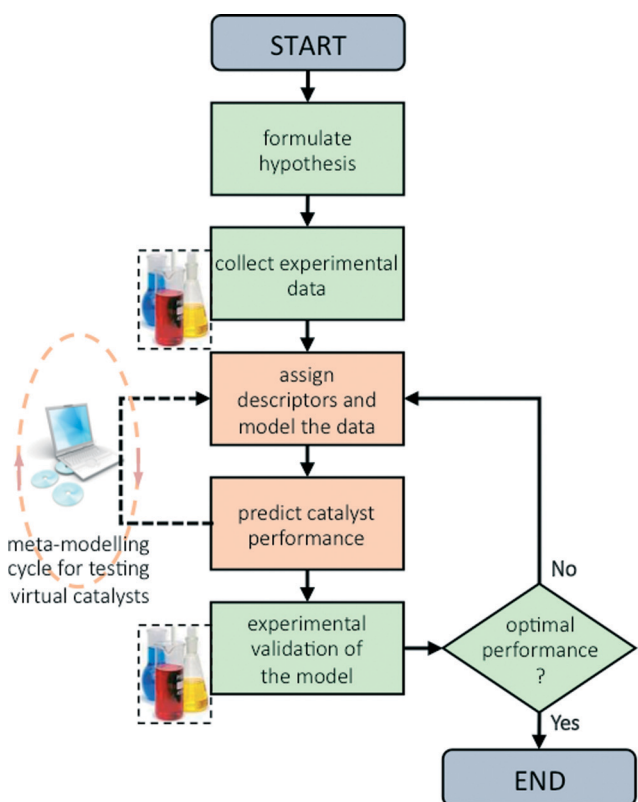 START
formulate
hypothesis
collect experimental
data
assign
descriptors and
model the data
predict catalyst
performance
meta-modelling
cycle for testing
virtual catalysts
experimental
validation of
the model
optimal
performance
?
No
Yes
END